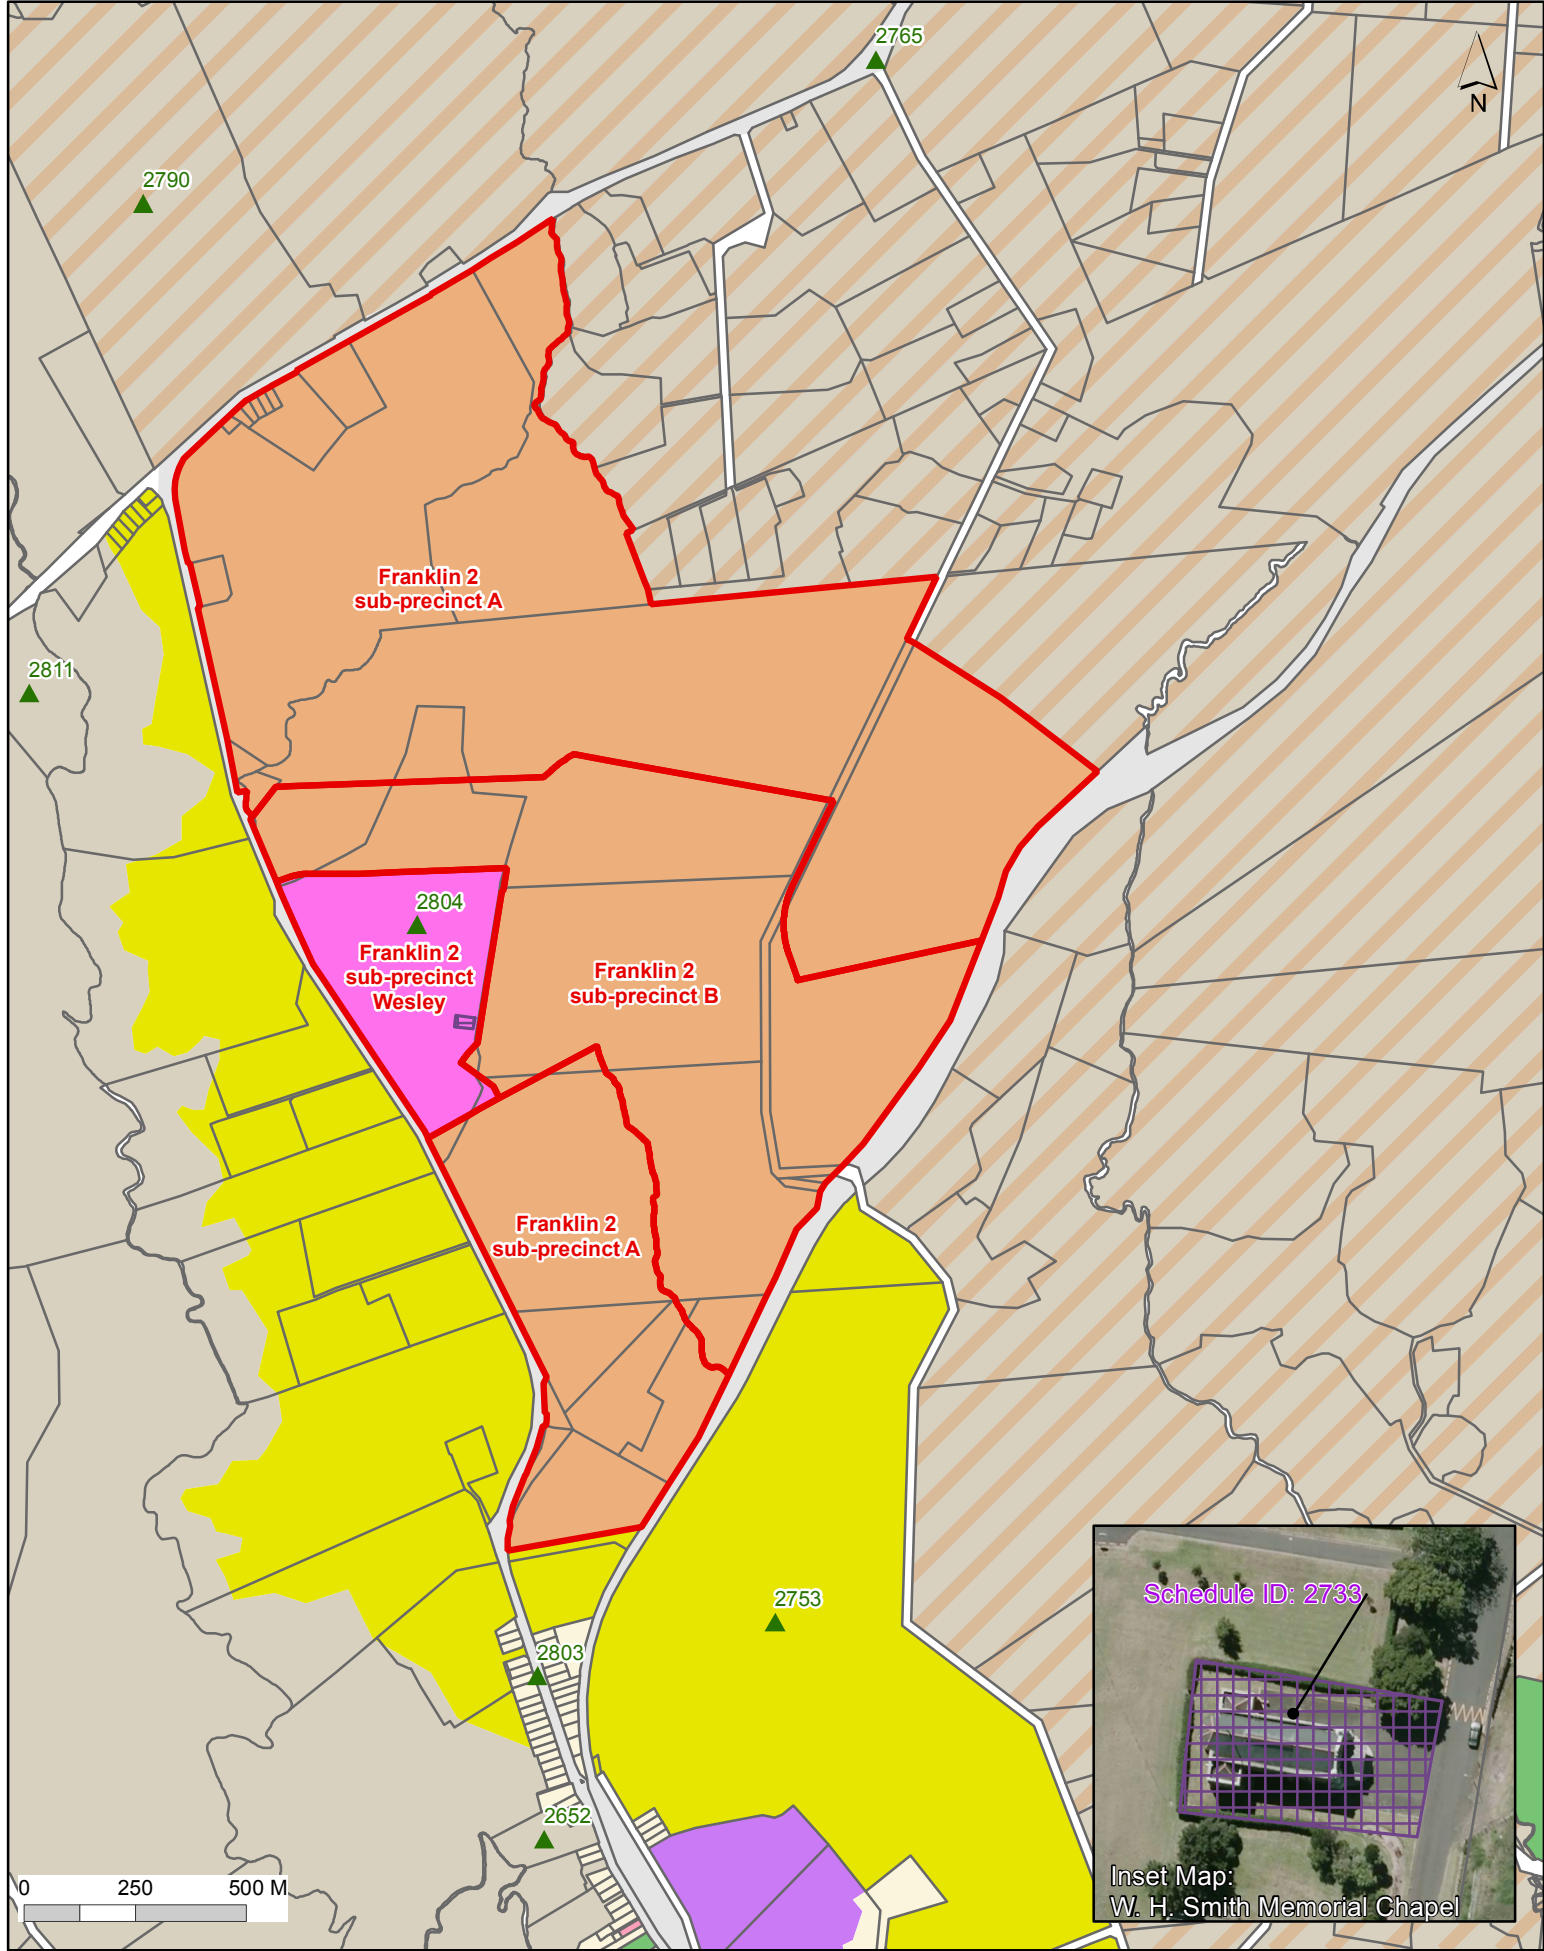 2765
N
2790
Franklin 2
sub-precinct A
2811
2804
Franklin 2
sub-precinct
Wesley
Franklin 2
sub-precinct B
Franklin 2
sub-precinct A
2753
Schedule ID: 2733
2803
2652
0 250 500 M
Inset Map:
W. H. Smith Memorial Chapel